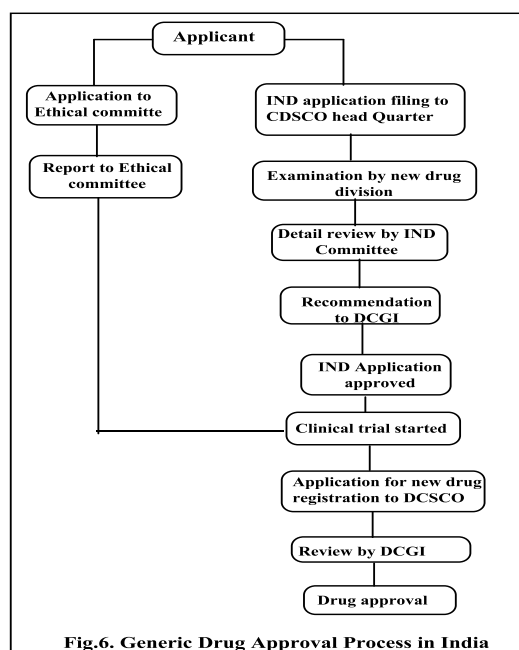 Applicant
Application to
Ethical committe
IND application filing to
CDSCO head Quarter
Report to Ethical
committee
Examination by new drug
division
Detail review by IND
Committee
Recommendation
to DCGI
IND Application
approved
Clinical trial started
Application for new drug
registration to DCSCO
Review by DCGI
Drug approval
Fig.6. Generic Drug Approval Process in India